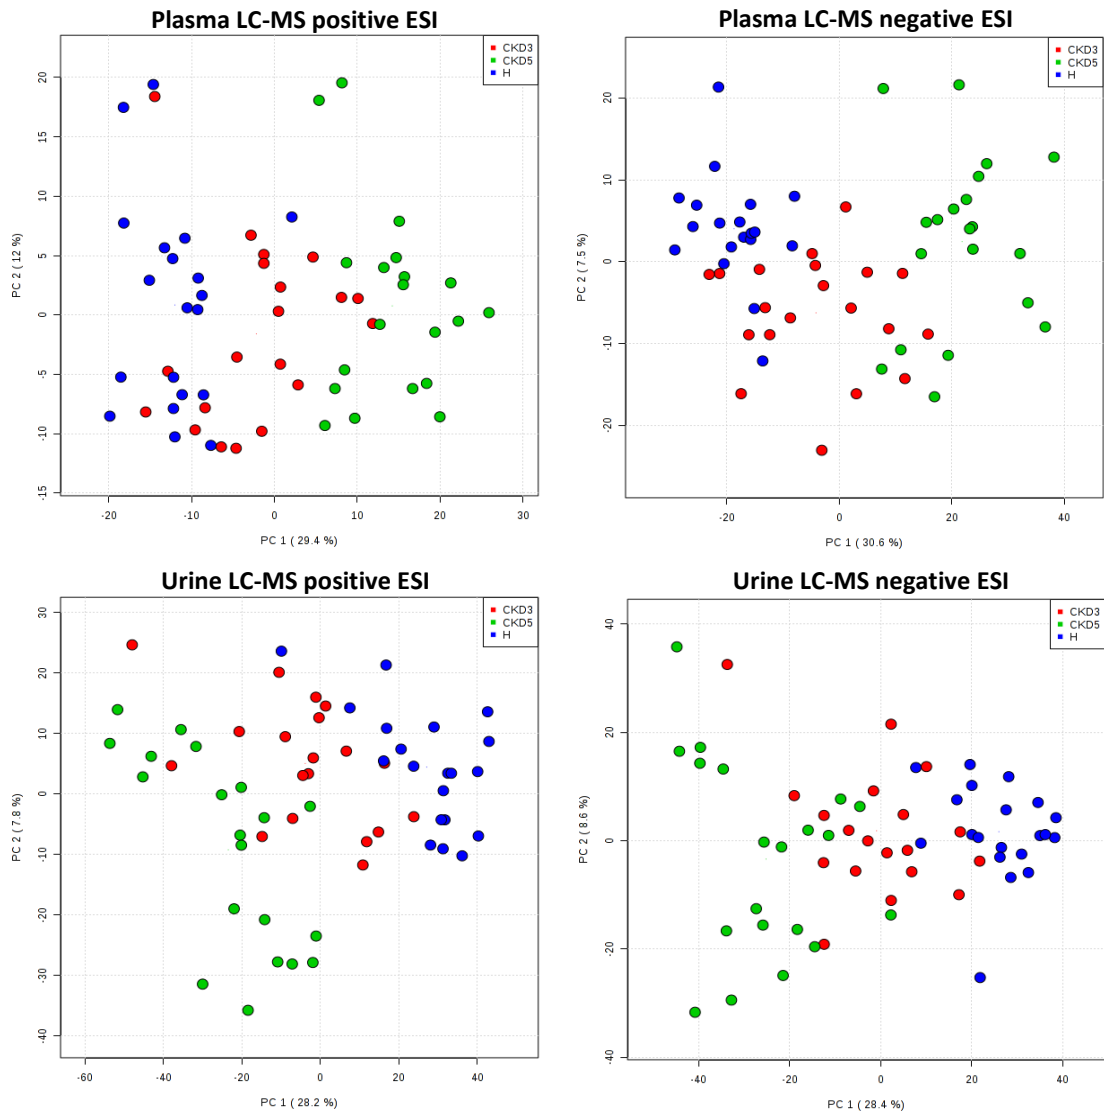 Plasma LC-MS positive ESI
CKD3
CKD5
H
20
15
10
5
0
-5
-10
-15
PC 2 ( 12 %)
-20
-10
0
10
20
30
PC 1 ( 29.4 %)
Plasma LC-MS negative ESI
CKD3
CKD5
H
20
10
0
-10
-20
PC 2 ( 7.5 %)
-20
0
20
40
PC 1 ( 30.6 %)
Urine LC-MS positive ESI
CKD3
CKD5
H
30
20
10
0
-10
-20
-30
-40
PC 2 ( 7.8 %)
-60
-40
-20
0
20
40
PC 1 ( 28.2 %)
Urine LC-MS negative ESI
CKD3
CKD5
H
40
20
0
-20
-40
PC 2 ( 8.6 %)
-40
-20
0
20
40
PC 1 ( 28.4 %)